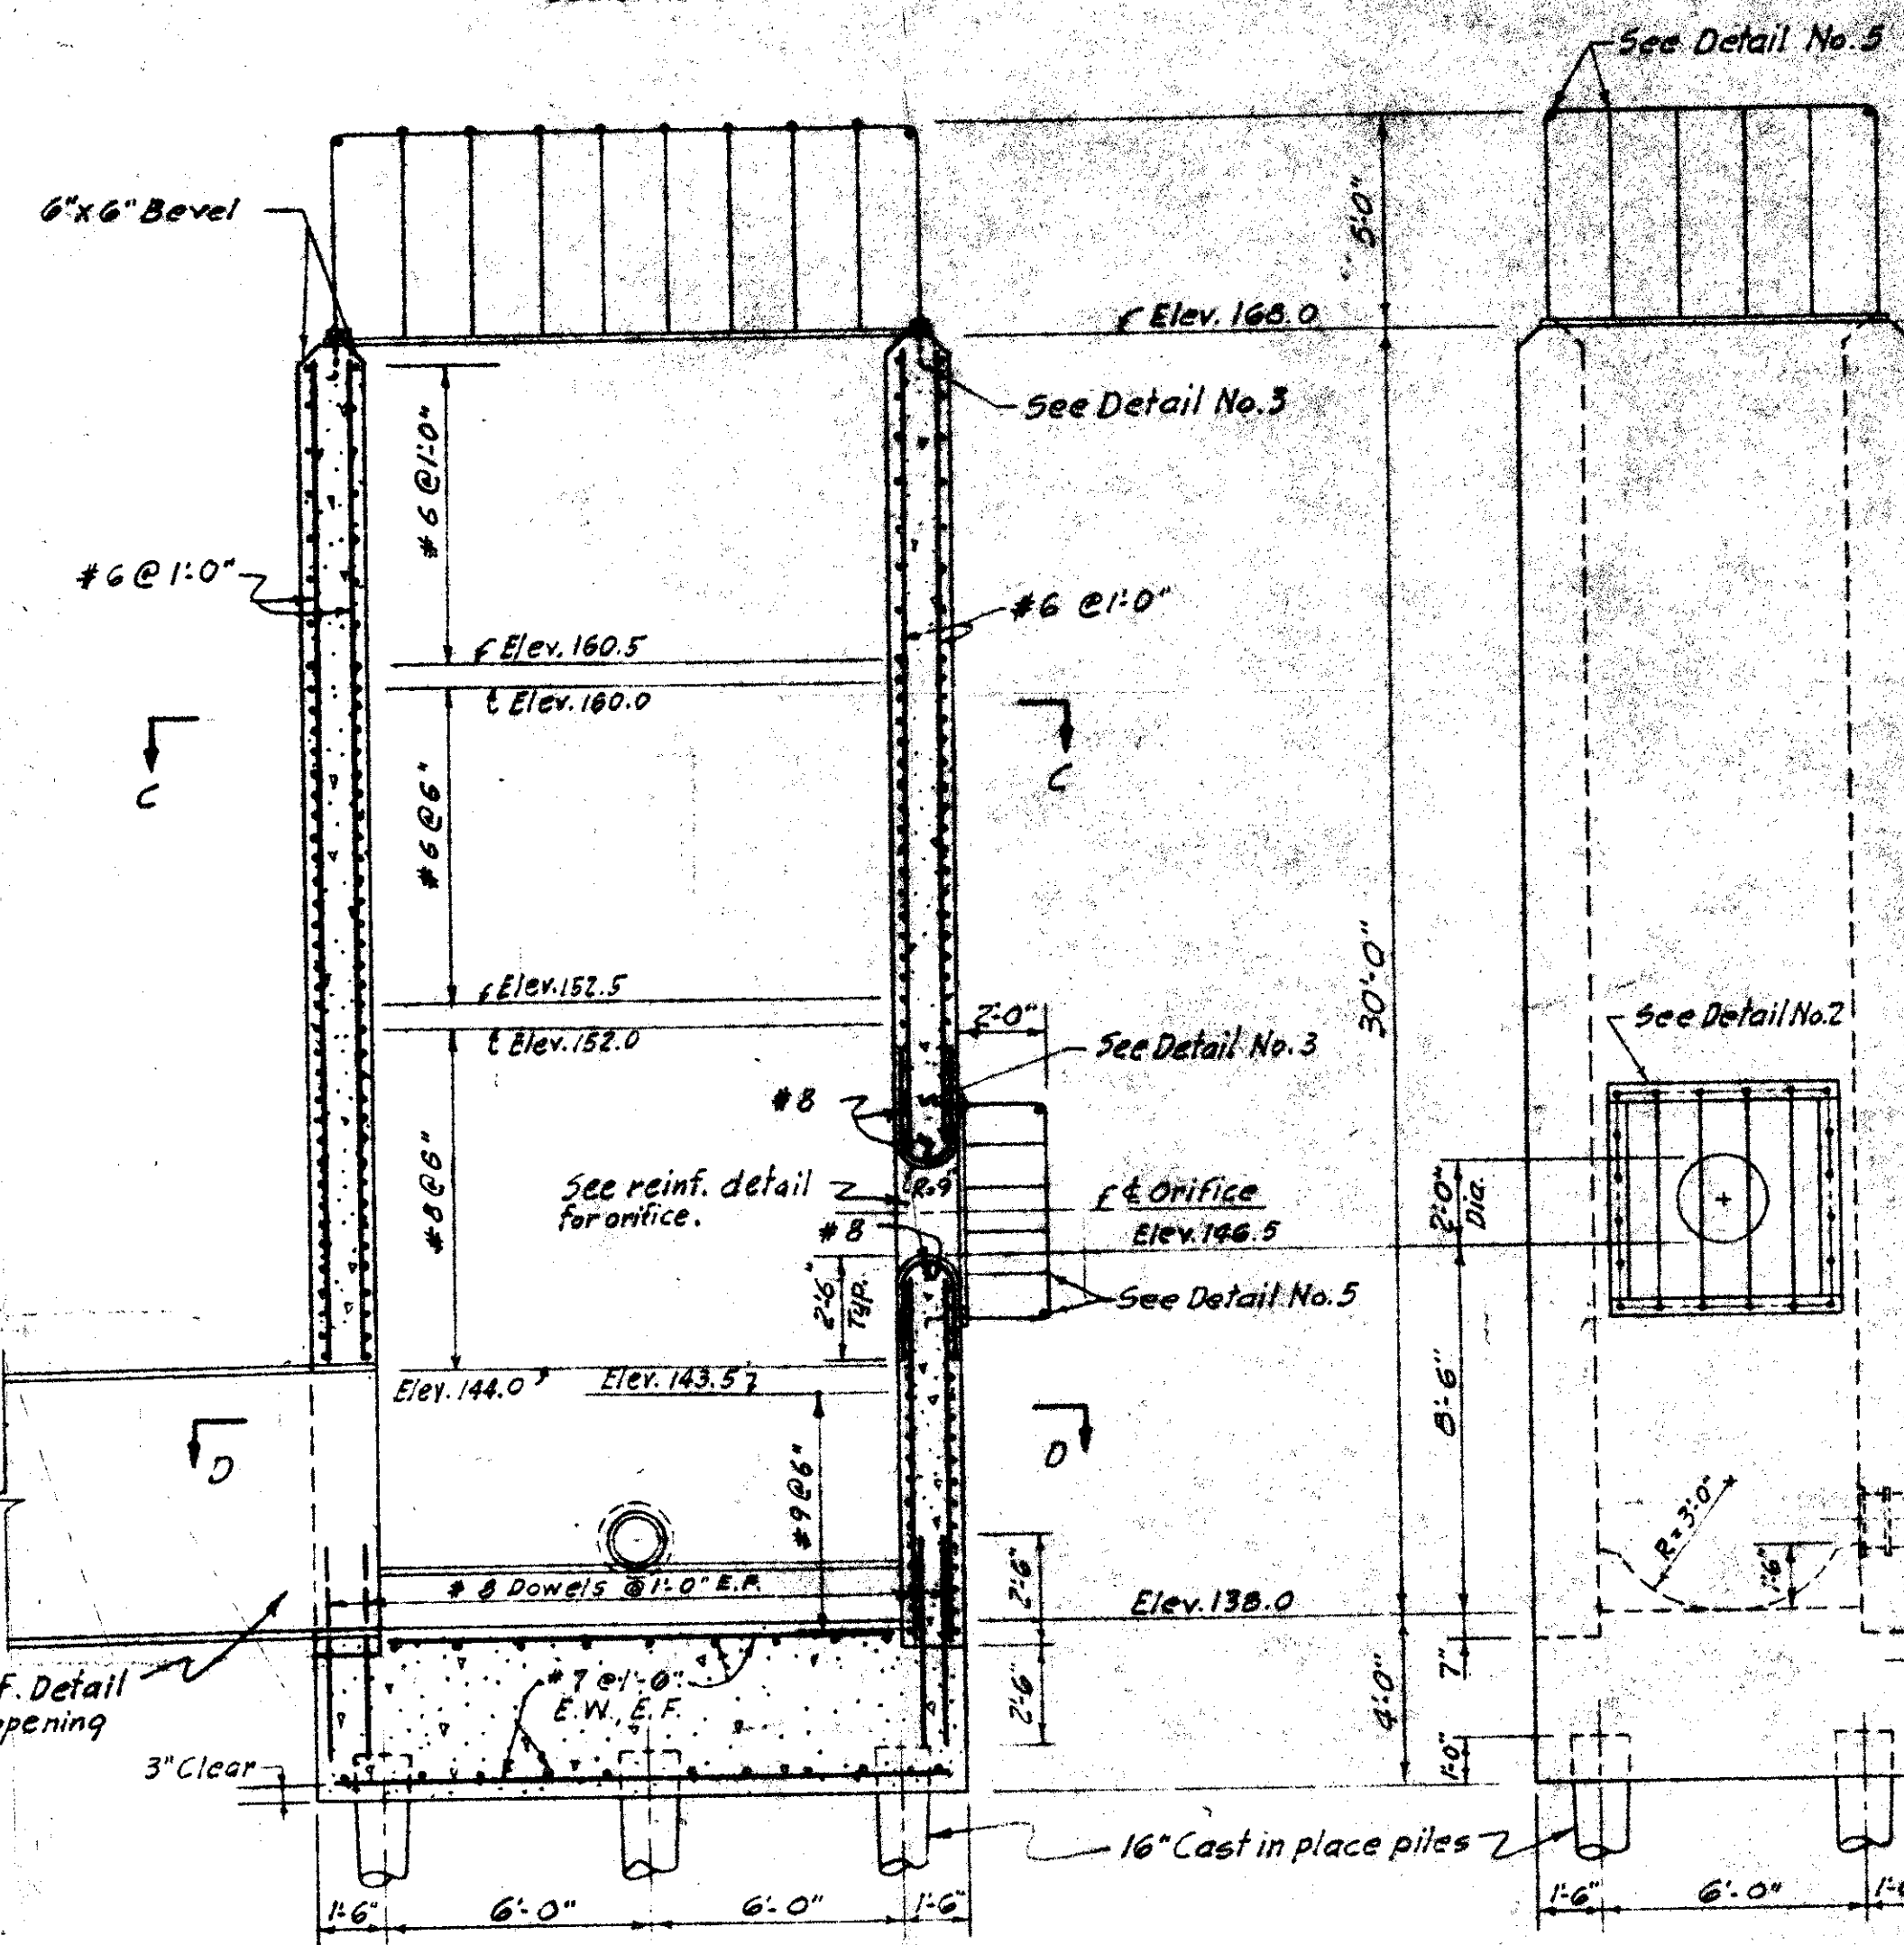 See Detail No. 5
6"x6" Bevel
5'-0"
Elev. 168.0
See Detail No. 3
#6 @ 1'-0"
#6 @ 1'-0"
#6 @ 1'-0"
Elev. 160.5
Elev. 160.0
C
C
#6 @ 6"
30'-0"
Elev. 152.5
Elev. 152.0
2'-0"
See Detail No. 3
See Detail No. 2
#8
#8 @ 6"
See reinf. detail
for orifice.
R=9"
℄ Orifice
Elev. 146.5
2'-0"
Dia.
#8
2'-6"
Typ.
See Detail No. 5
Elev. 144.0
Elev. 143.5
8'-6"
D
D
#9 @ 6"
R=3'-0"
1'-6"
#8 Dowels @ 1'-0" E.F.
2'-6"
Elev. 138.0
F. Detail
opening
#7 @ 1'-0"
E.W., E.F.
2'-6"
4'-0"
7"
1'-0"
3" Clear
16" Cast in place piles
1'-6"
6'-0"
6'-0"
1'-6"
1'-6"
6'-0"